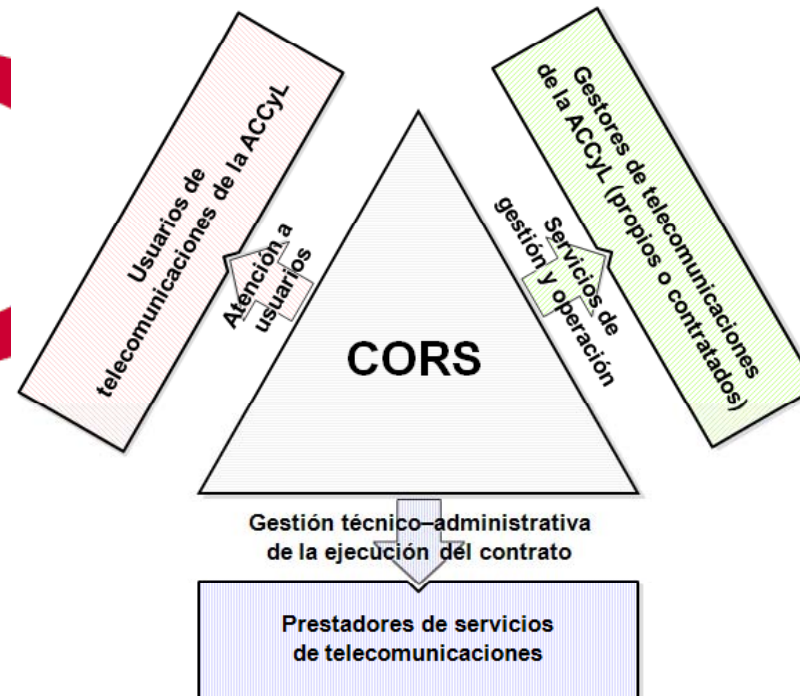 Usuarios de
telecomunicaciones de la ACCyL
Atención a
usuarios
Gestores de telecomunicaciones
de la ACCyL (propios o contratados)
Servicios de
gestión y operación
CORS
Gestión técnico–administrativa
de la ejecución del contrato
Prestadores de servicios
de telecomunicaciones